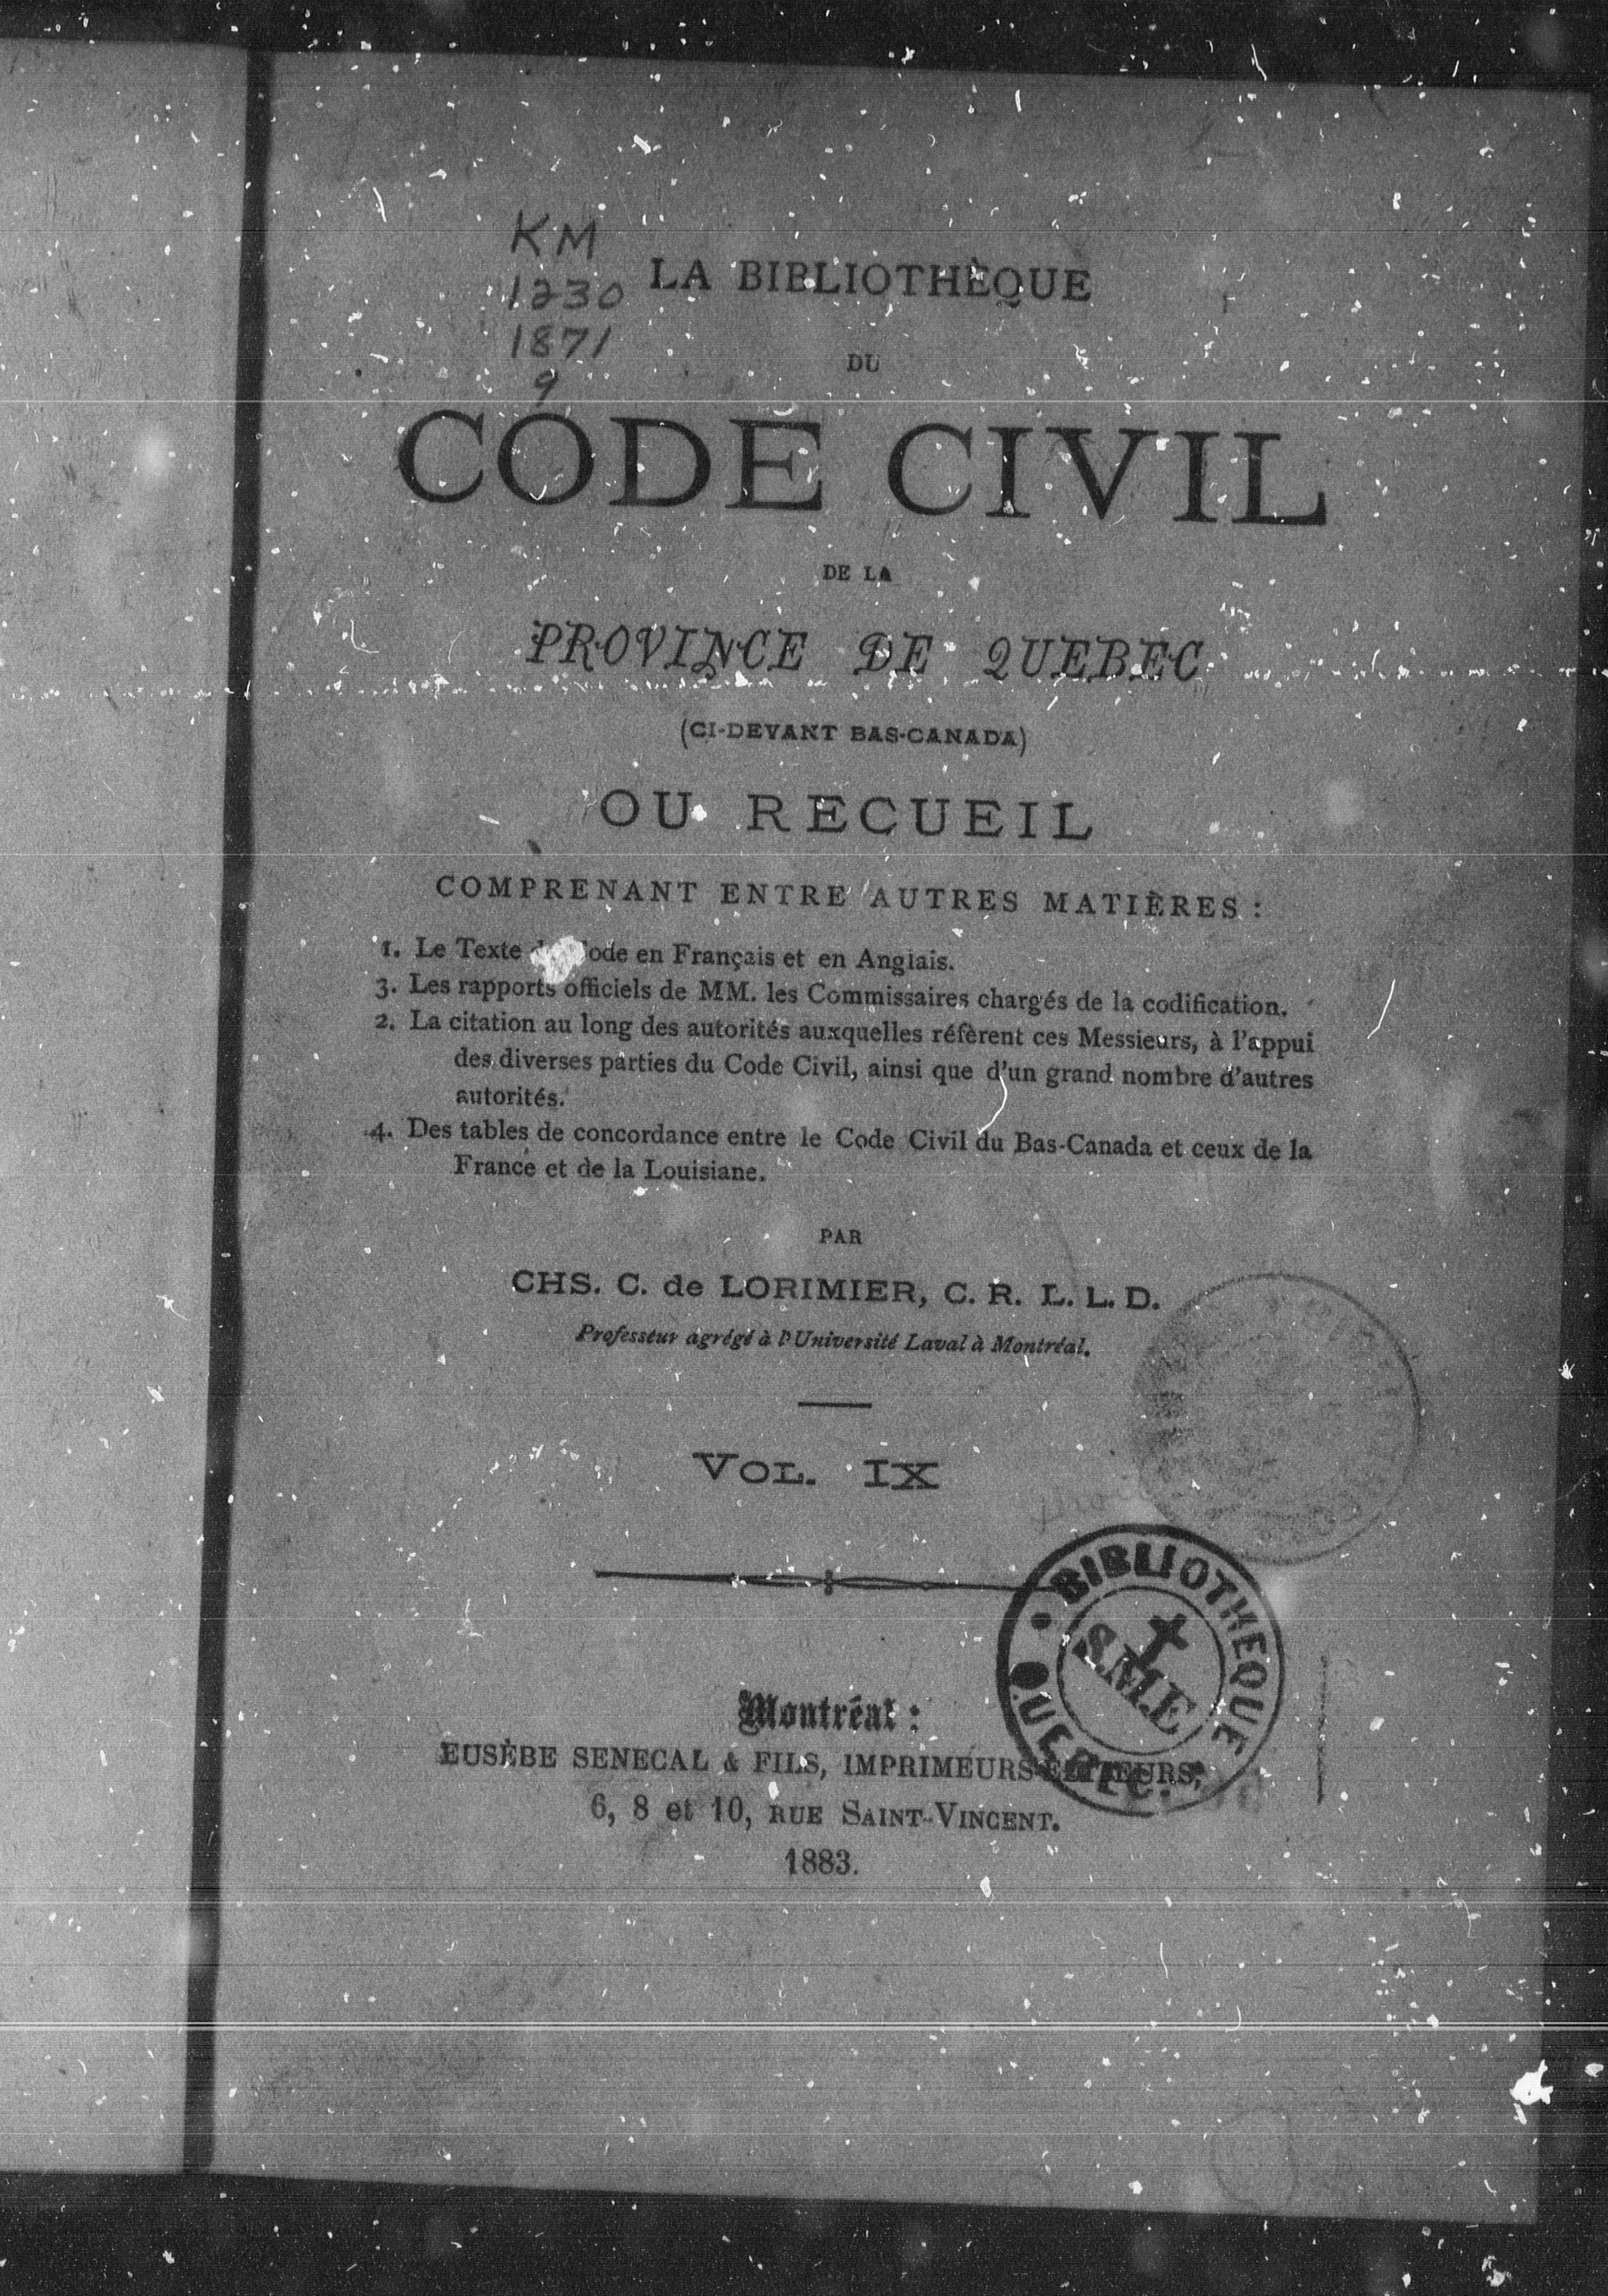 KM
1230
1871
9
LA BIBLIOTHÈQUE
DU
CODE CIVIL
DE LA
PROVINCE DE QUEBEC
(CI-DEVANT BAS-CANADA)
OU RECUEIL
COMPRENANT ENTRE AUTRES MATIÈRES :
1. Le Texte en Français et en Anglais.
3. Les rapports officiels de MM. les Commissaires chargés de la codification.
2. La citation au long des autorités auxquelles réfèrent ces Messieurs, à l'appui
des diverses parties du Code Civil, ainsi que d'un grand nombre d'autres
autorités.
4. Des tables de concordance entre le Code Civil du Bas-Canada et ceux de la
France et de la Louisiane.
PAR
CHS. C. de LORIMIER, C. R. L. L. D.
Professeur agrégé à l'Université Laval à Montréal.
VOL. IX
BIBLIOTHEQUE
S.M.E
QUEBEC.
Montréal :
EUSÈBE SENECAL & FILS, IMPRIMEURS-EDITEURS,
6, 8 et 10, RUE SAINT-VINCENT.
1883.